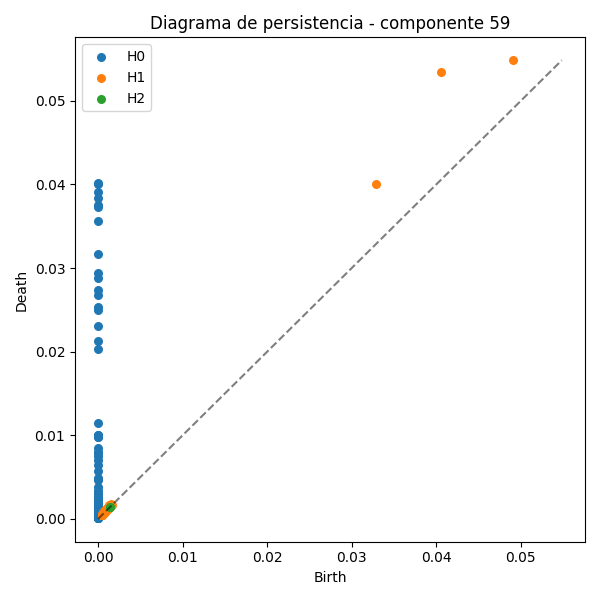 Diagrama de persistencia - componente 59
H0
H1
H2
Death
0.05
0.04
0.03
0.02
0.01
0.00
0.00 0.01 0.02 0.03 0.04 0.05
Birth